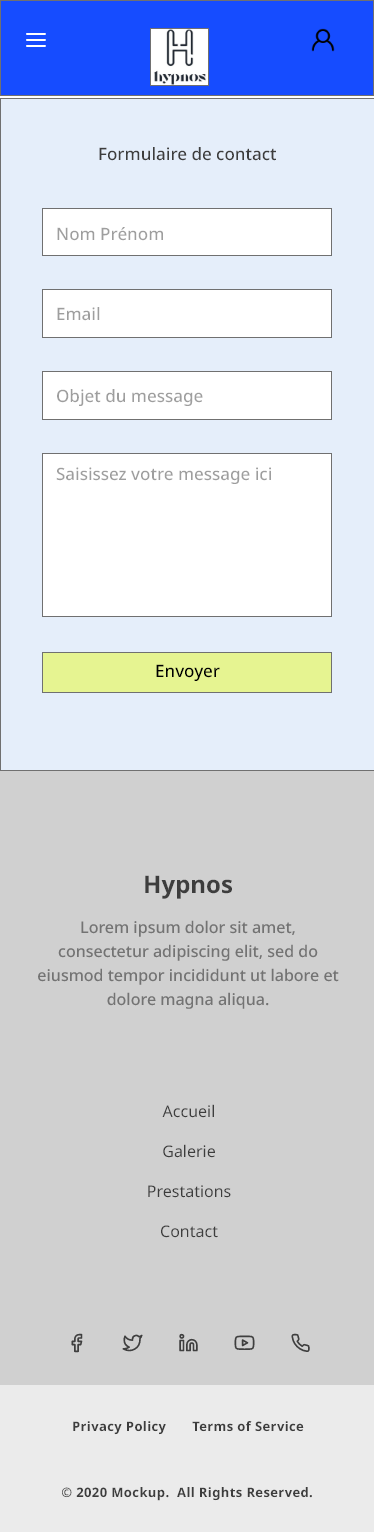 hypnos
Formulaire de contact
Nom Prénom
Email
Objet du message
Saisissez votre message ici
Envoyer
Hypnos
Lorem ipsum dolor sit amet,
consectetur adipiscing elit, sed do
eiusmod tempor incididunt ut labore et
dolore magna aliqua.
Accueil
Galerie
Prestations
Contact
Privacy Policy Terms of Service
© 2020 Mockup. All Rights Reserved.